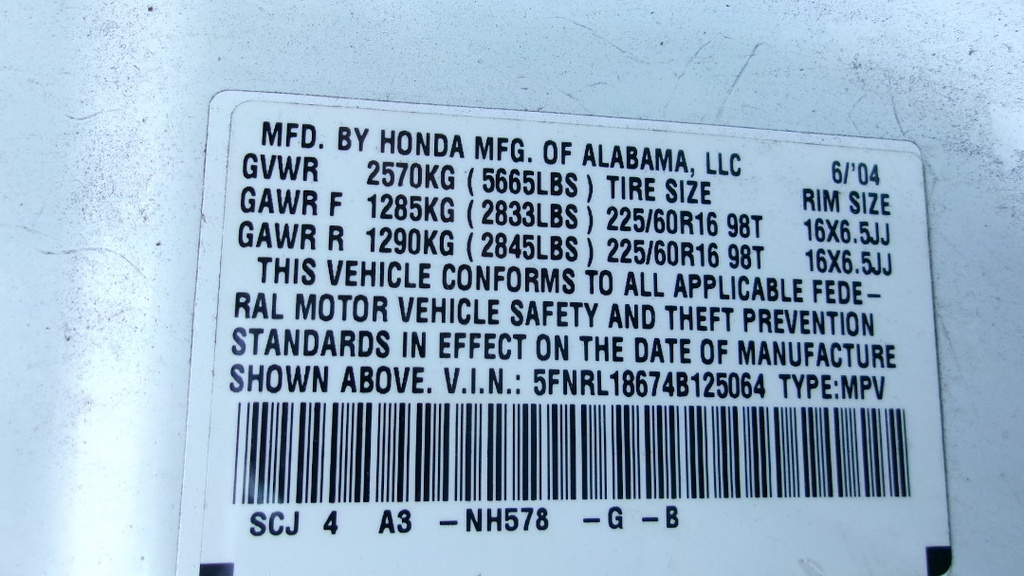 MFD. BY HONDA MFG. OF ALABAMA, LLC 6/'04
GVWR 2570KG ( 5665LBS ) TIRE SIZE RIM SIZE
GAWR F 1285KG ( 2833LBS ) 225/60R16 98T 16X6.5JJ
GAWR R 1290KG ( 2845LBS ) 225/60R16 98T 16X6.5JJ
THIS VEHICLE CONFORMS TO ALL APPLICABLE FEDE-
RAL MOTOR VEHICLE SAFETY AND THEFT PREVENTION
STANDARDS IN EFFECT ON THE DATE OF MANUFACTURE
SHOWN ABOVE. V.I.N.: 5FNRL18674B125064 TYPE:MPV
SCJ 4 A3 -NH578 -G -B